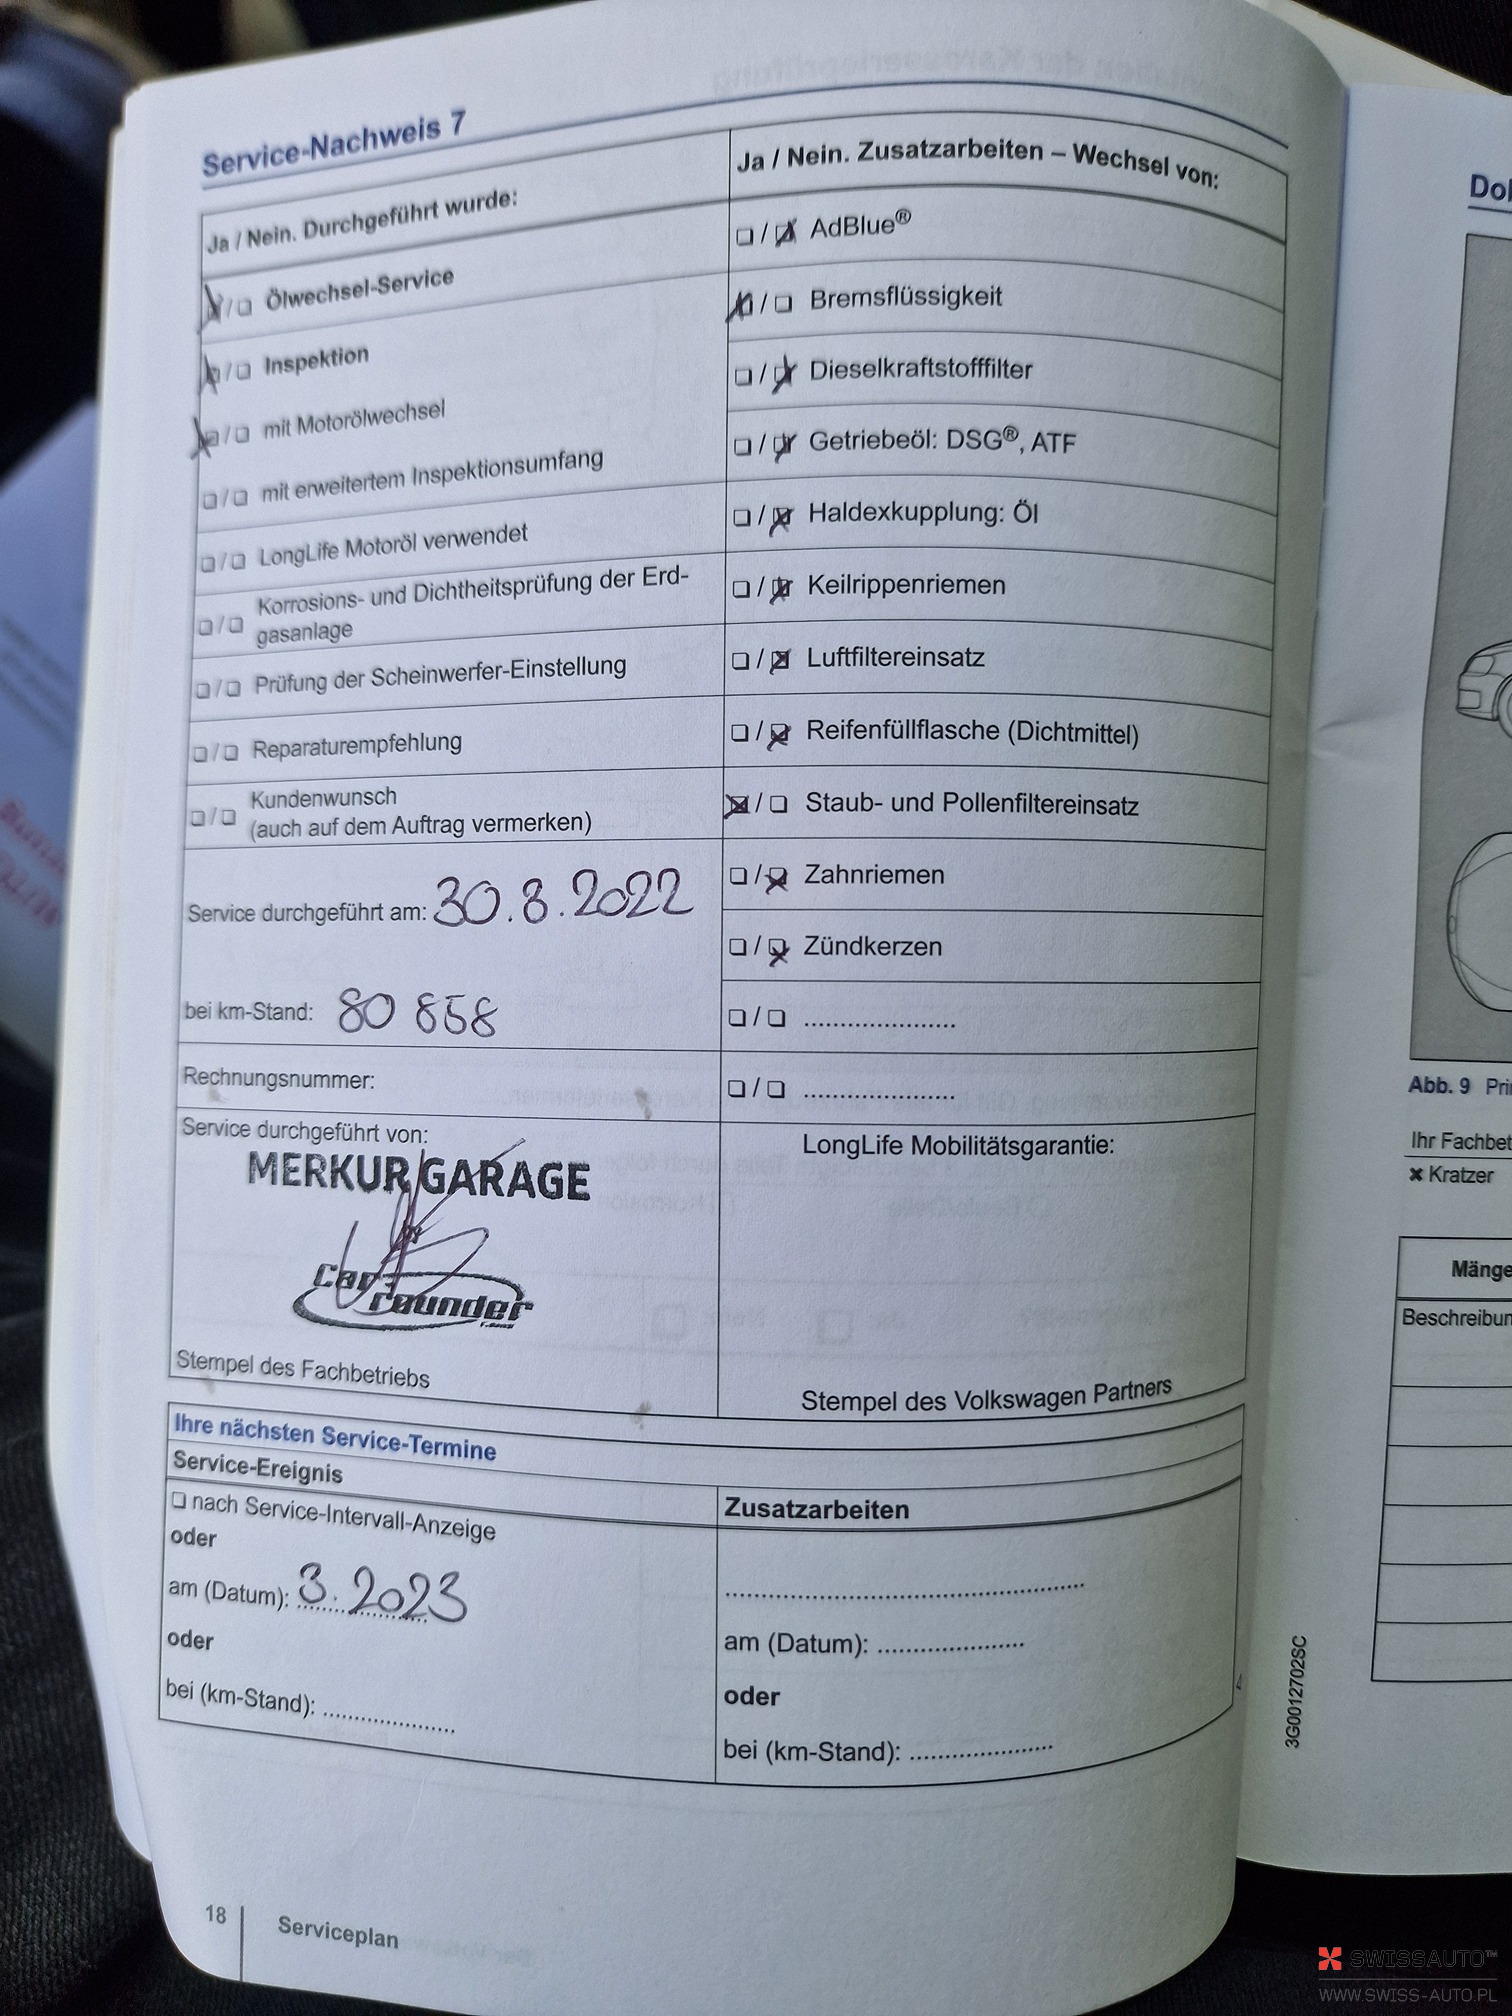 Service-Nachweis 7
Ja / Nein. Durchgeführt wurde:
Ölwechsel-Service
Inspektion
mit Motorölwechsel
mit erweitertem Inspektionsumfang
LongLife Motoröl verwendet
Korrosions- und Dichtheitsprüfung der Erd-
gasanlage
Prüfung der Scheinwerfer-Einstellung
Reparaturempfehlung
Kundenwunsch
(auch auf dem Auftrag vermerken)
Service durchgeführt am: 30.8.2022
bei km-Stand: 80 858
Rechnungsnummer:
Service durchgeführt von:
MERKUR GARAGE
Car
rounder
Stempel des Fachbetriebs
Ja / Nein. Zusatzarbeiten – Wechsel von:
AdBlue®
Bremsflüssigkeit
Dieselkraftstofffilter
Getriebeöl: DSG®, ATF
Haldexkupplung: Öl
Keilrippenriemen
Luftfiltereinsatz
Reifenfüllflasche (Dichtmittel)
Staub- und Pollenfiltereinsatz
Zahnriemen
Zündkerzen
LongLife Mobilitätsgarantie:
Stempel des Volkswagen Partners
Ihre nächsten Service-Termine
Service-Ereignis
nach Service-Intervall-Anzeige
oder
am (Datum): 3.2023
oder
bei (km-Stand):
Zusatzarbeiten
am (Datum):
oder
bei (km-Stand):
18
Serviceplan
3G0012702SC
Abb. 9
Ihr Fachbet
Kratzer
Mänge
Beschreibun
SWISSAUTO™
WWW.SWISS-AUTO.PL